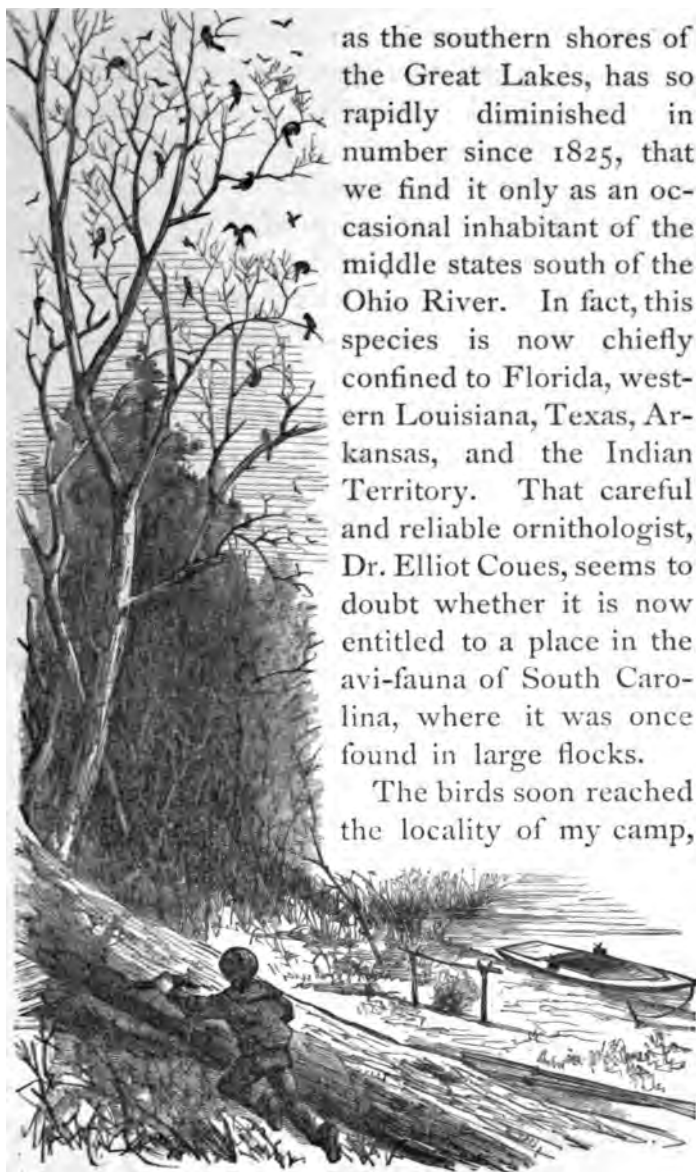 as the southern shores of
the Great Lakes, has so
rapidly diminished in
number since 1825, that
we find it only as an oc-
casional inhabitant of the
middle states south of the
Ohio River. In fact, this
species is now chiefly
confined to Florida, west-
ern Louisiana, Texas, Ar-
kansas, and the Indian
Territory. That careful
and reliable ornithologist,
Dr. Elliot Coues, seems to
doubt whether it is now
entitled to a place in the
avi-fauna of South Caro-
lina, where it was once
found in large flocks.
The birds soon reached
the locality of my camp,